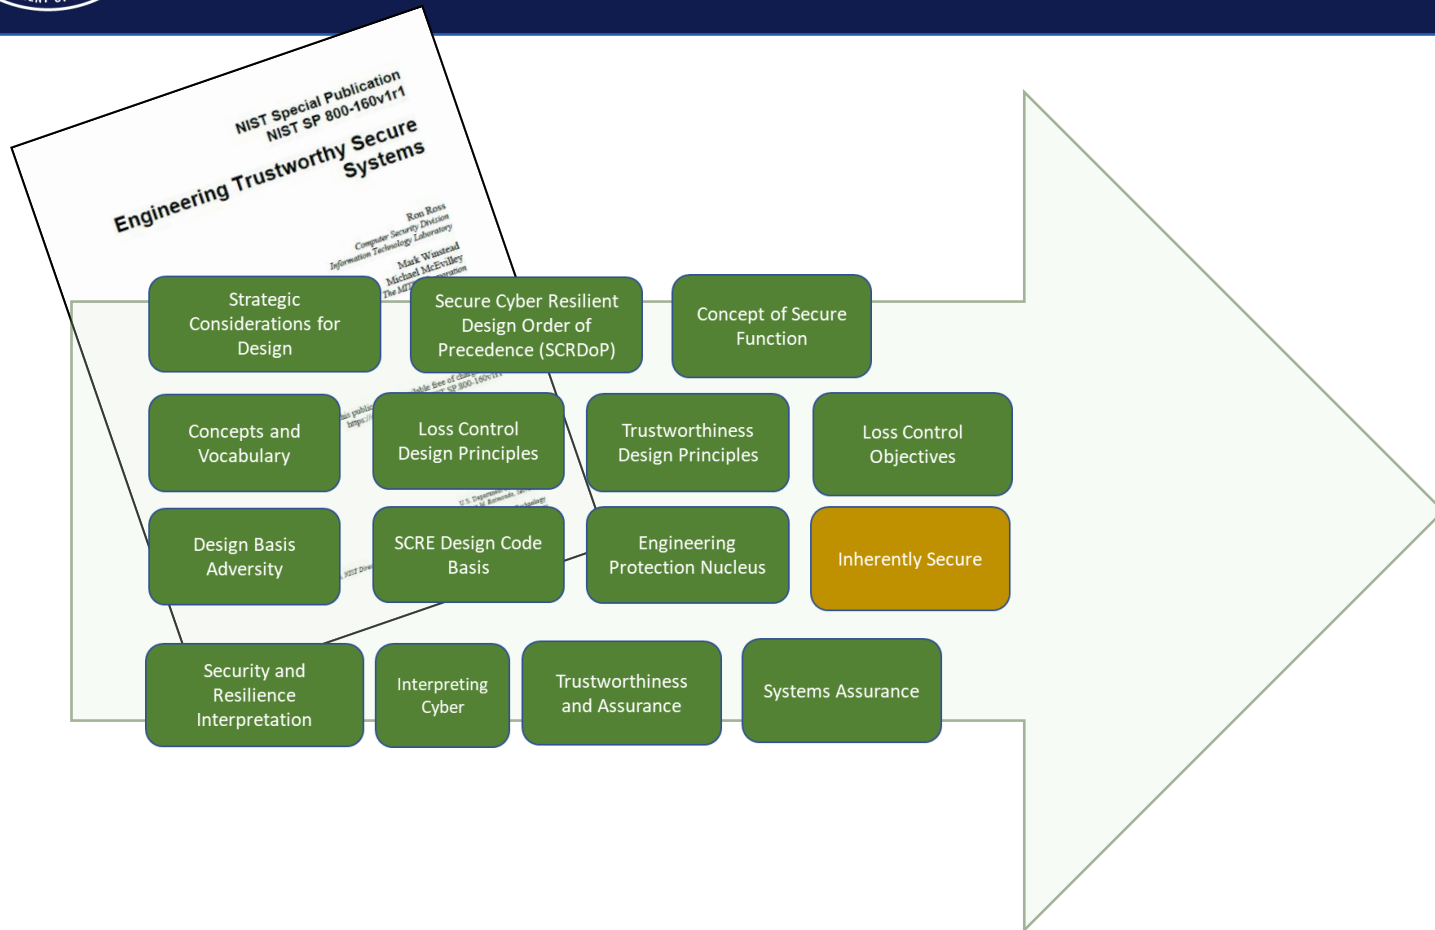 NIST Special Publication
NIST SP 800-160v1r1
Engineering Trustworthy Secure
Systems
Ron Ross
Computer Security Division
Information Technology Laboratory
Mark Winstead
Michael McEvilley
Strategic
Considerations for
Design
Secure Cyber Resilient
Design Order of
Precedence (SCRDoP)
Concept of Secure
Function
Concepts and
Vocabulary
Loss Control
Design Principles
Trustworthiness
Design Principles
Loss Control
Objectives
Design Basis
Adversity
SCRE Design Code
Basis
Engineering
Protection Nucleus
Inherently Secure
Security and
Resilience
Interpretation
Interpreting
Cyber
Trustworthiness
and Assurance
Systems Assurance